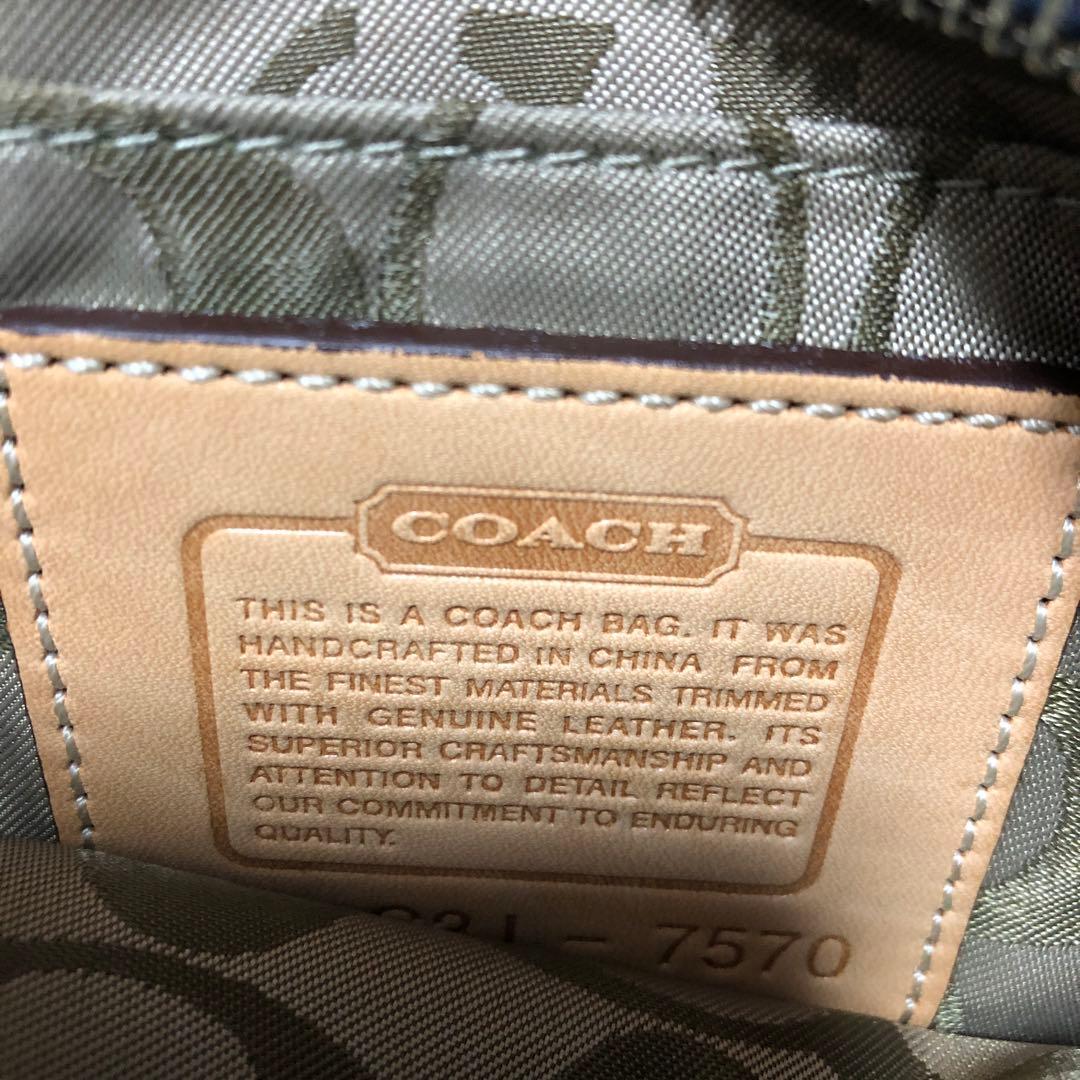 COACH
THIS IS A COACH BAG. IT WAS
HANDCRAFTED IN CHINA FROM
THE FINEST MATERIALS TRIMMED
WITH GENUINE LEATHER. ITS
SUPERIOR CRAFTSMANSHIP AND
ATTENTION TO DETAIL REFLECT
OUR COMMITMENT TO ENDURING
QUALITY.
- 7570